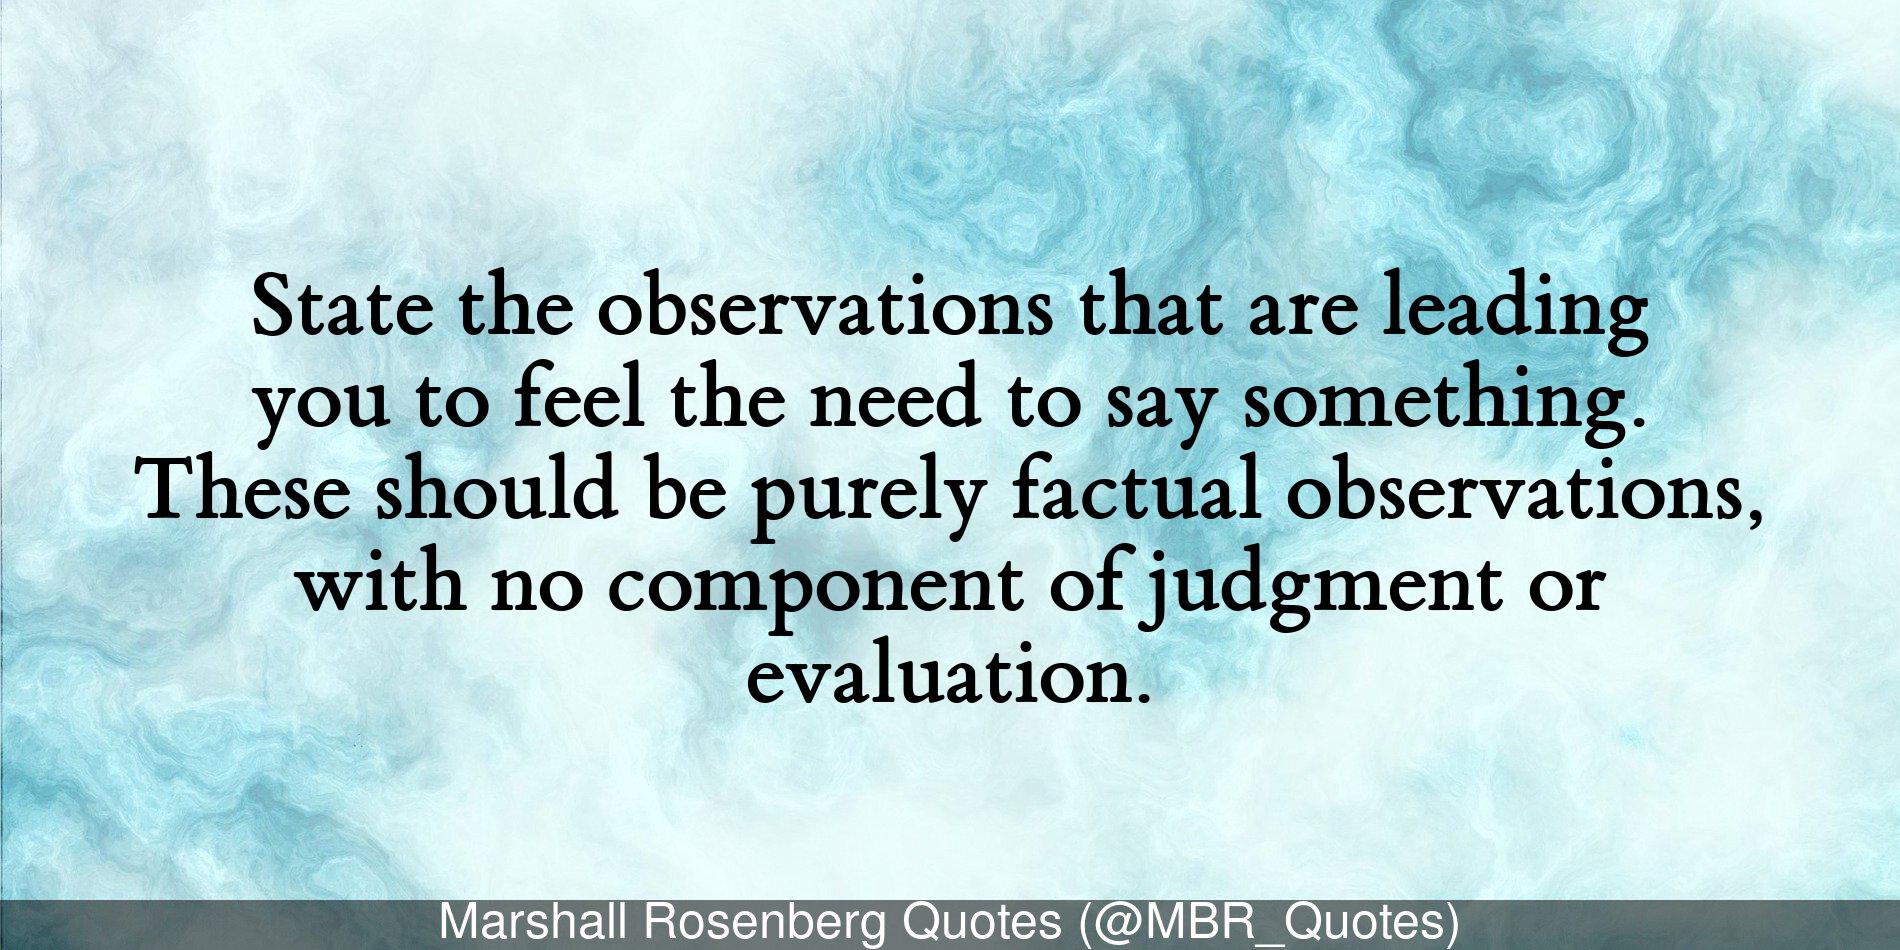 State the observations that are leading
you to feel the need to say something.
These should be purely factual observations,
with no component of judgment or
evaluation.
Marshall Rosenberg Quotes (@MBR_Quotes)